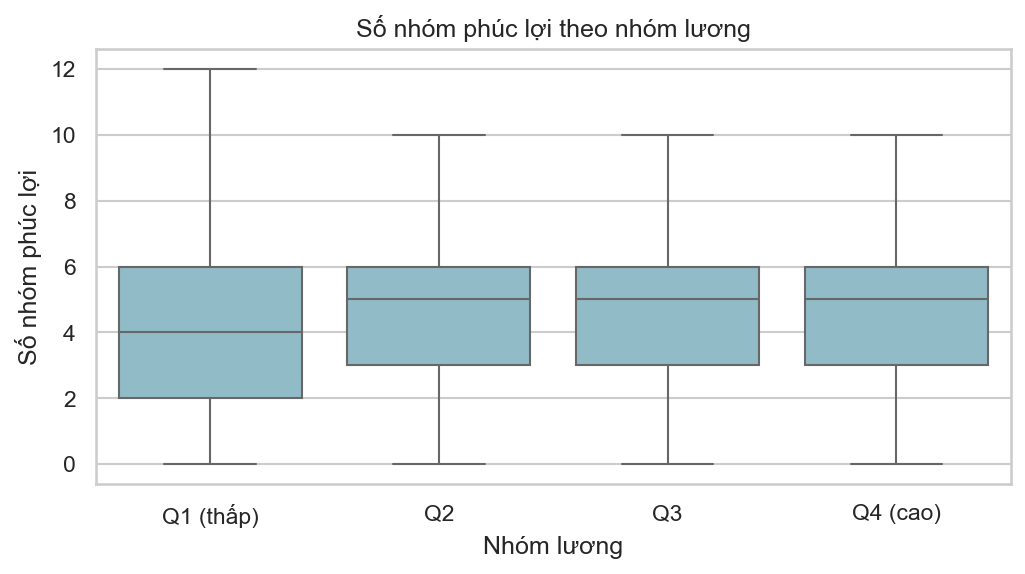 Số nhóm phúc lợi theo nhóm lương
Số nhóm phúc lợi
12
10
8
6
4
2
0
Q1 (thấp)
Q2
Q3
Q4 (cao)
Nhóm lương